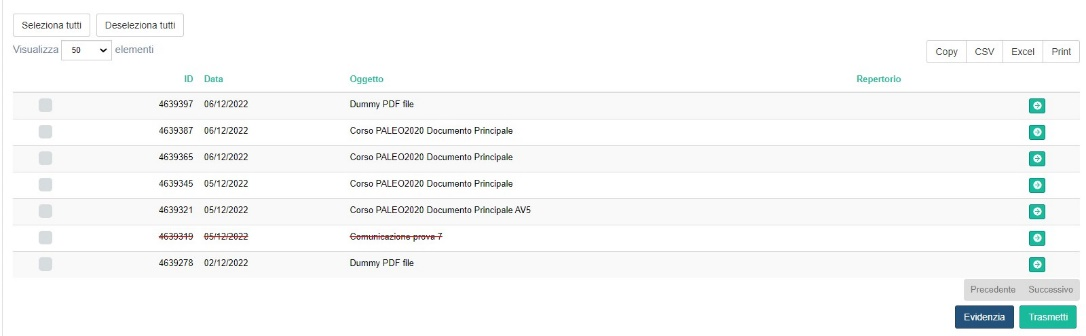 Seleziona tutti Deseleziona tutti
Visualizza 50 elementi
Copy CSV Excel Print
ID Data Oggetto Repertorio
4639397 06/12/2022 Dummy PDF file
4639387 06/12/2022 Corso PALEO2020 Documento Principale
4639365 06/12/2022 Corso PALEO2020 Documento Principale
4639345 05/12/2022 Corso PALEO2020 Documento Principale
4639321 05/12/2022 Corso PALEO2020 Documento Principale AV5
4639319 05/12/2022 Comunicazione prova 7
4639278 02/12/2022 Dummy PDF file
Precedente Successivo
Evidenzia Trasmetti